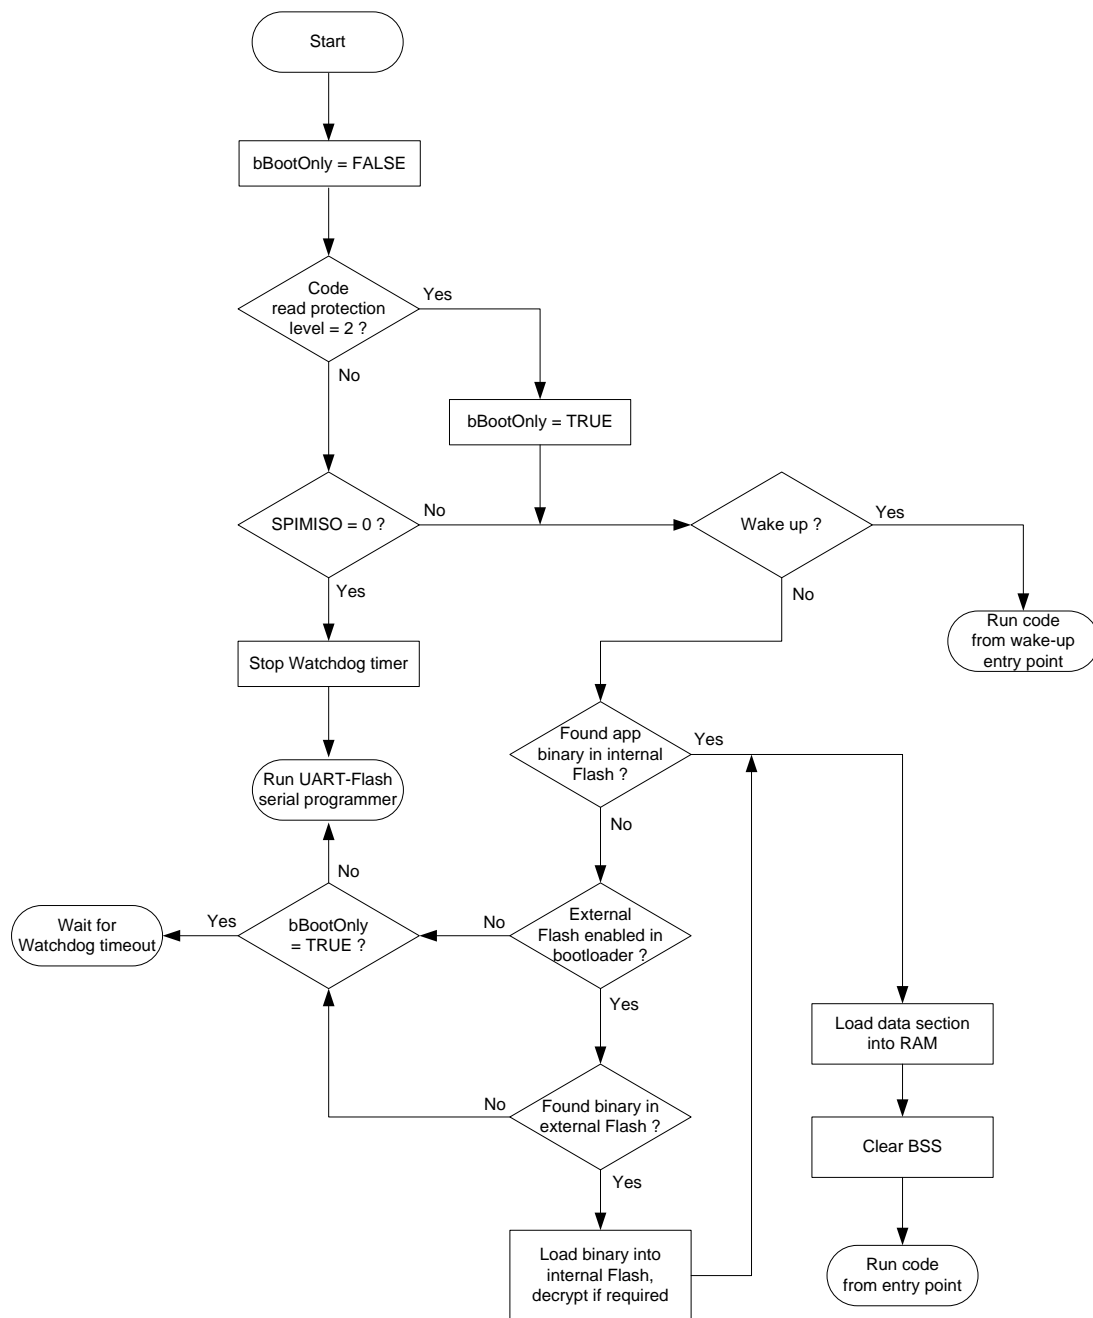 Start
bBootOnly = FALSE
Code
read protection
level = 2 ?
Yes
No
bBootOnly = TRUE
SPIMISO = 0 ?
No
Wake up ?
Yes
Yes
No
Run code
from wake-up
entry point
Stop Watchdog timer
Found app
binary in internal
Flash ?
Yes
Run UART-Flash
serial programmer
No
No
Wait for
Watchdog timeout
Yes
bBootOnly
= TRUE ?
No
External
Flash enabled in
bootloader ?
Yes
Load data section
into RAM
No
Found binary in
external Flash ?
Clear BSS
Yes
Load binary into
internal Flash,
decrypt if required
Run code
from entry point